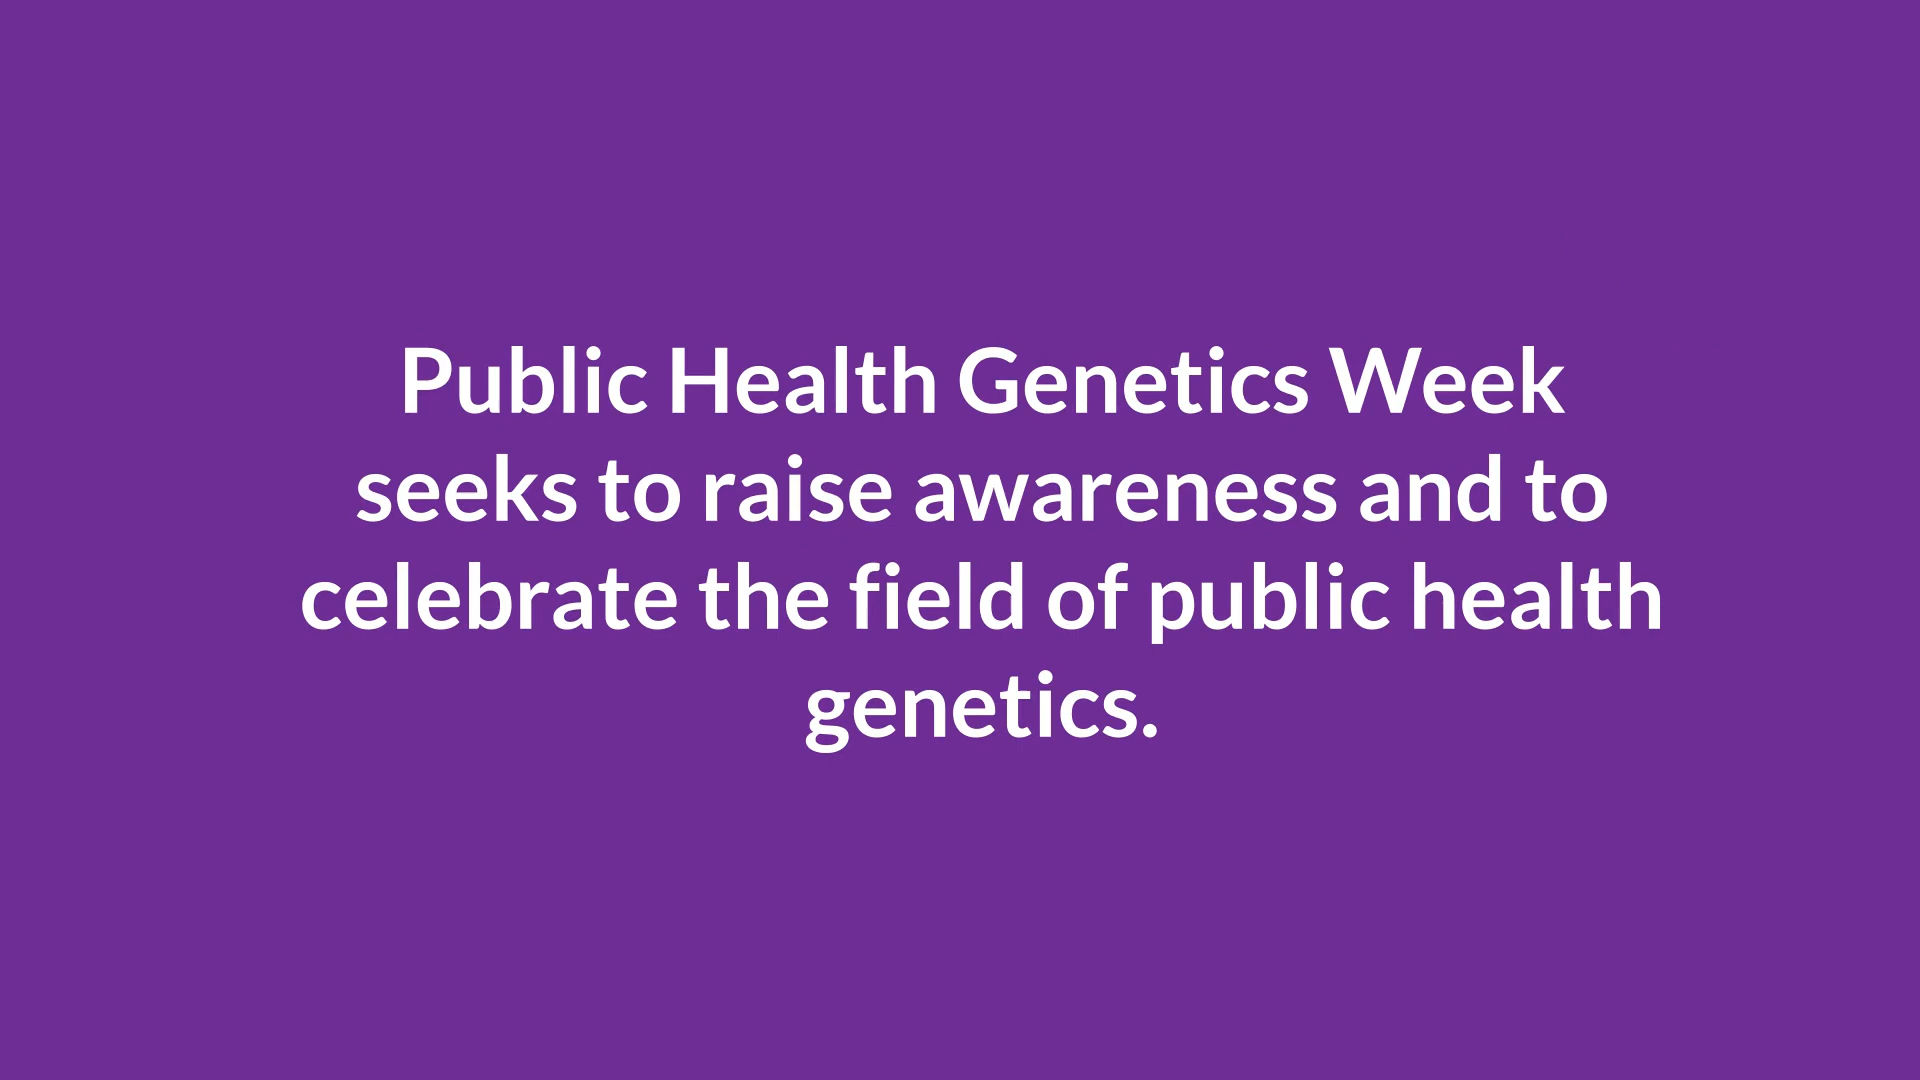 Public Health Genetics Week
seeks to raise awareness and to
celebrate the field of public health
genetics.